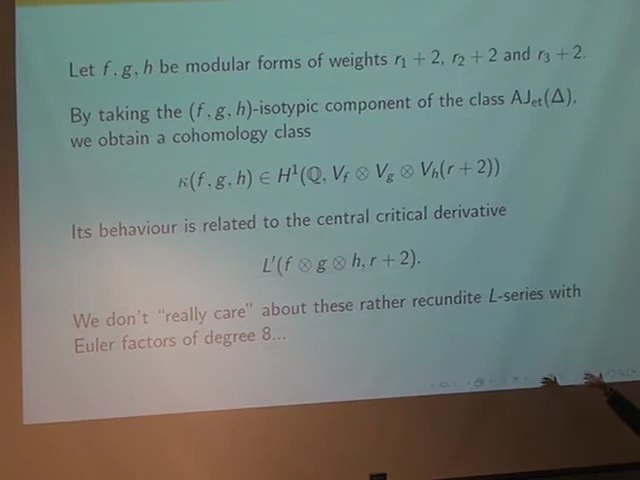 Let f, g, h be modular forms of weights r₁ + 2, r₂ + 2 and r₃ + 2.
By taking the (f, g, h)-isotypic component of the class AJ_et(Δ),
we obtain a cohomology class
κ(f, g, h) ∈ H¹(ℚ, V_f ⊗ V_g ⊗ V_h(r + 2))
Its behaviour is related to the central critical derivative
L′(f ⊗ g ⊗ h, r + 2).
We don't “really care” about these rather recundite L-series with
Euler factors of degree 8...